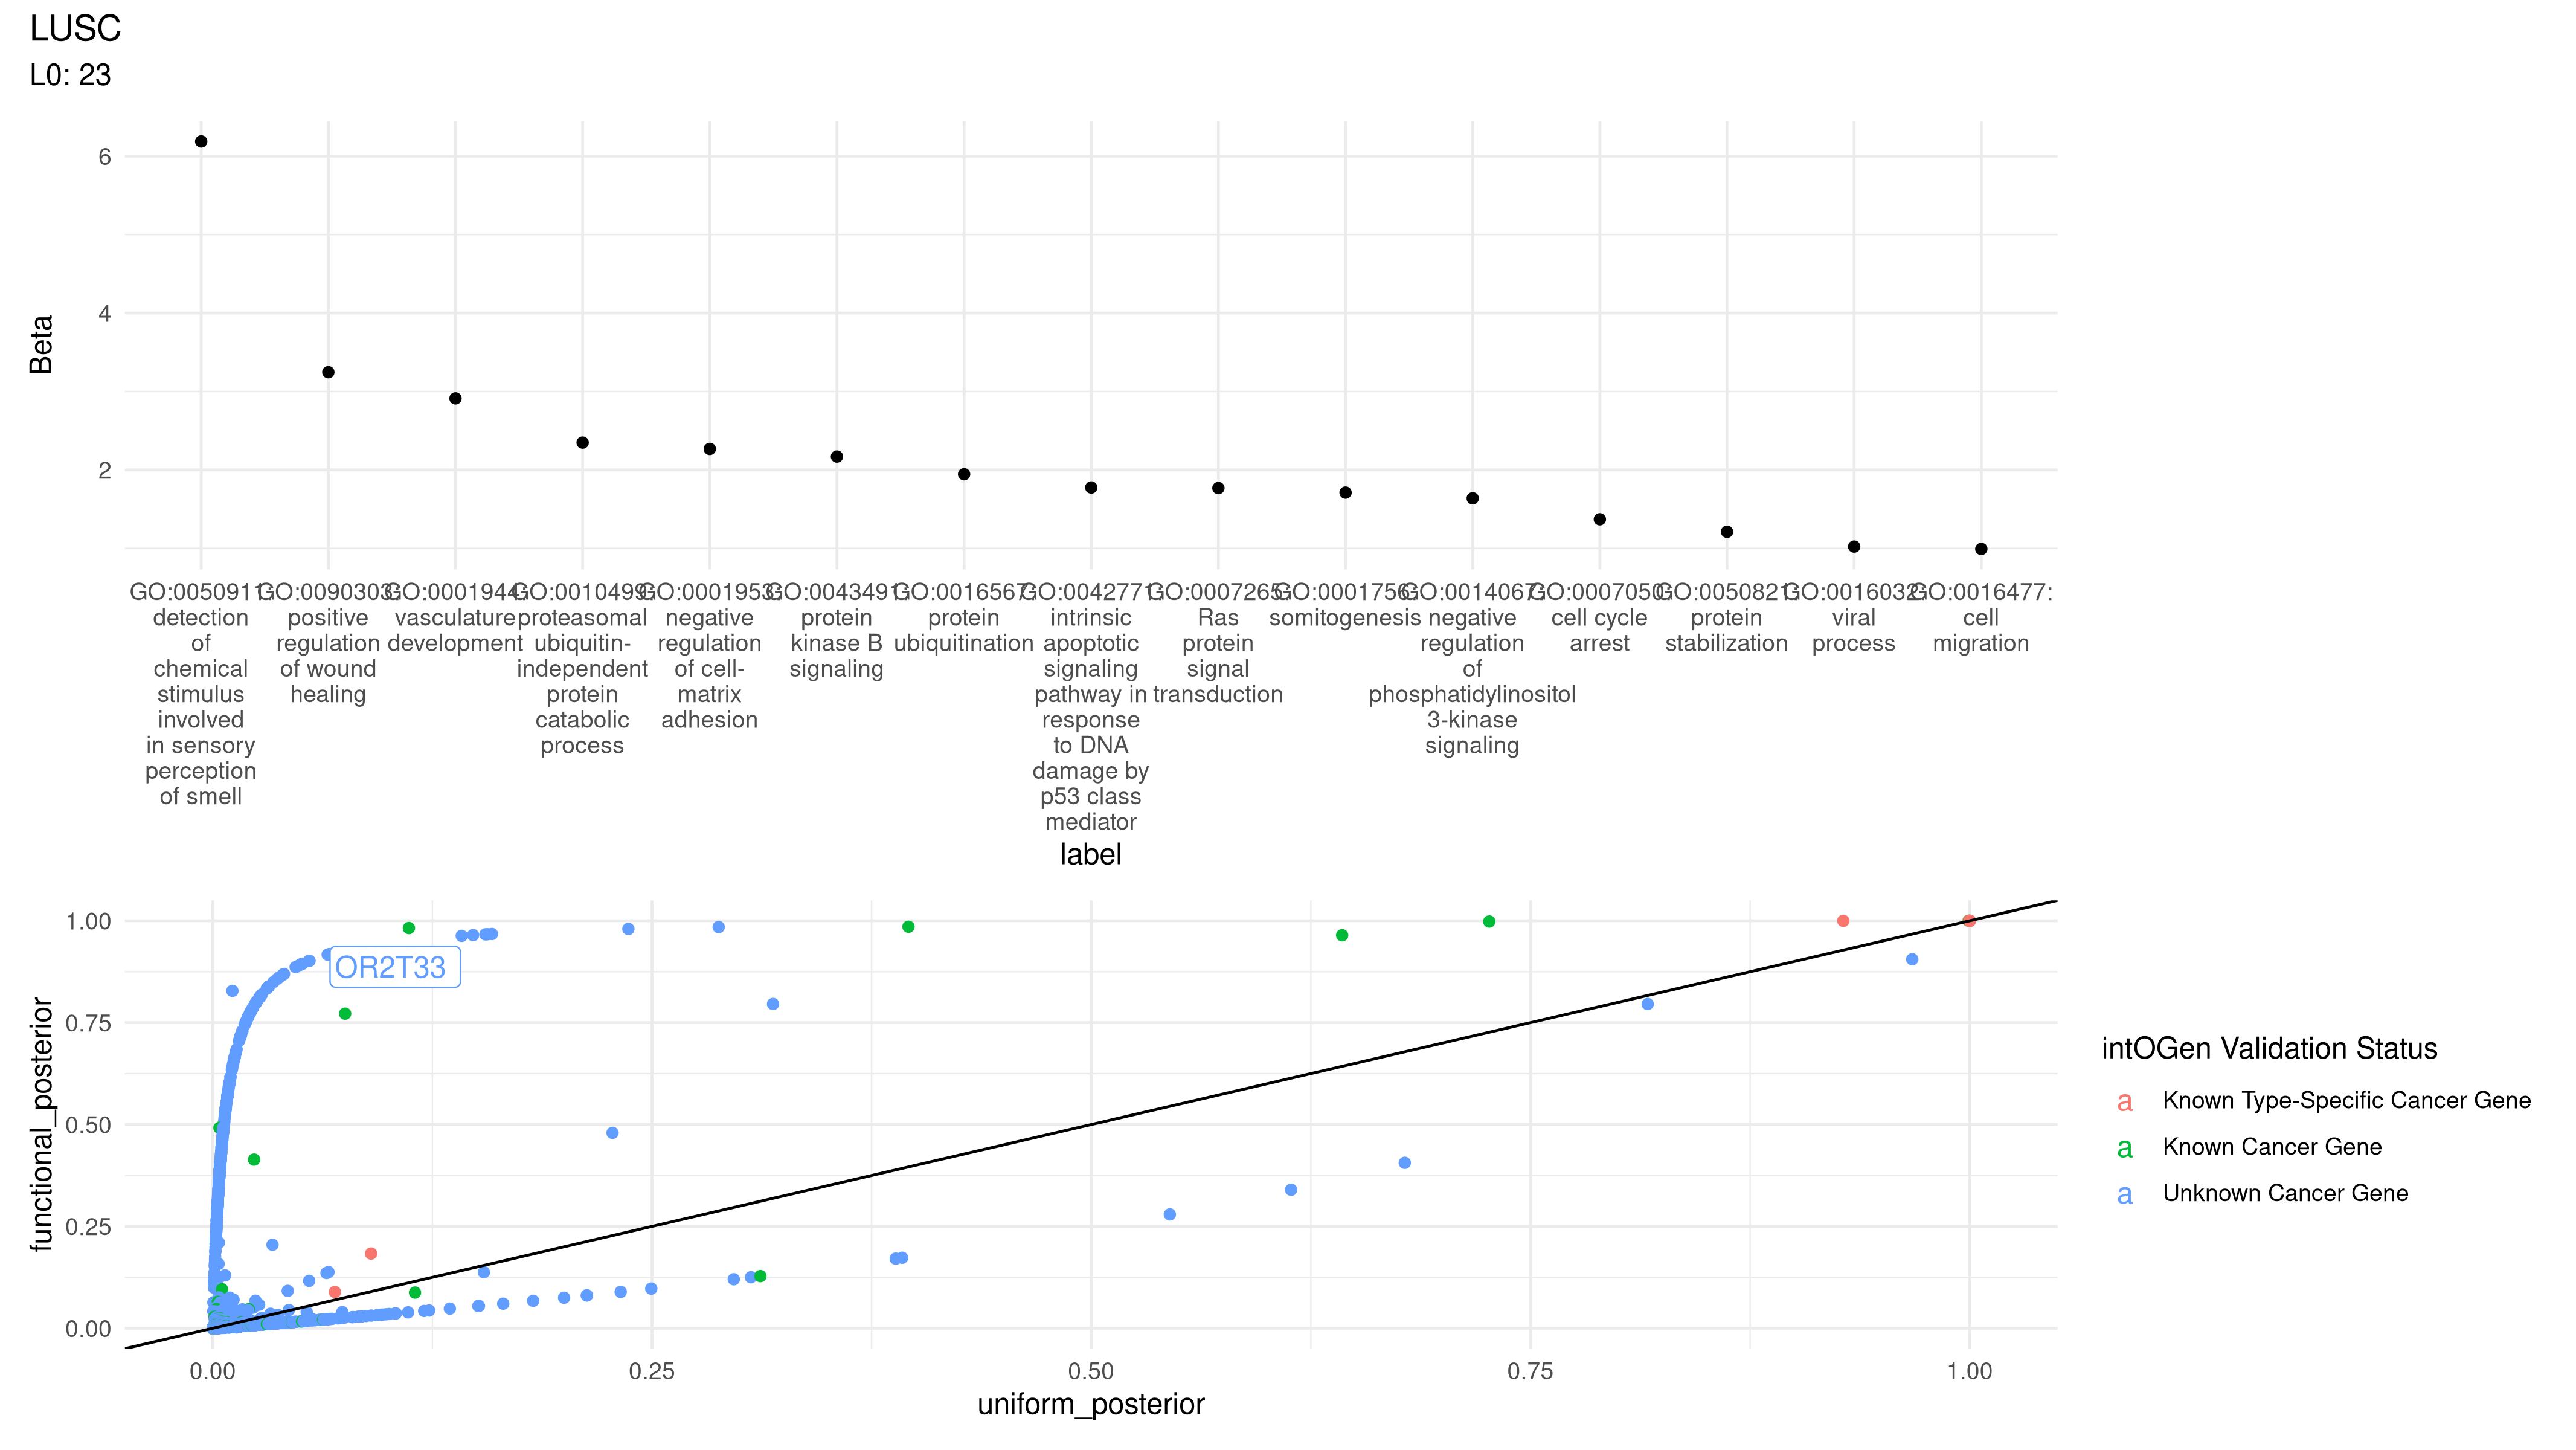 LUSC
L0: 23
Beta
6
4
2
GO:0050911:
detection
of
chemical
stimulus
involved
in sensory
perception
of smell
GO:0090303:
positive
regulation
of wound
healing
GO:0001944:
vasculature
development
GO:0010499:
proteasomal
ubiquitin-
independent
protein
catabolic
process
GO:0001953:
negative
regulation
of cell-
matrix
adhesion
GO:0043491:
protein
kinase B
signaling
GO:0016567:
protein
ubiquitination
GO:0042771:
intrinsic
apoptotic
signaling
pathway in
response
to DNA
damage by
p53 class
mediator
GO:0007265:
Ras
protein
signal
transduction
GO:0001756:
somitogenesis
GO:0014067:
negative
regulation
of
phosphatidylinositol
3-kinase
signaling
GO:0007050:
cell cycle
arrest
GO:0050821:
protein
stabilization
GO:0016032:
viral
process
GO:0016477:
cell
migration
label
functional_posterior
1.00
0.75
0.50
0.25
0.00
OR2T33
0.00
0.25
0.50
0.75
1.00
uniform_posterior
intOGen Validation Status
a Known Type-Specific Cancer Gene
a Known Cancer Gene
a Unknown Cancer Gene